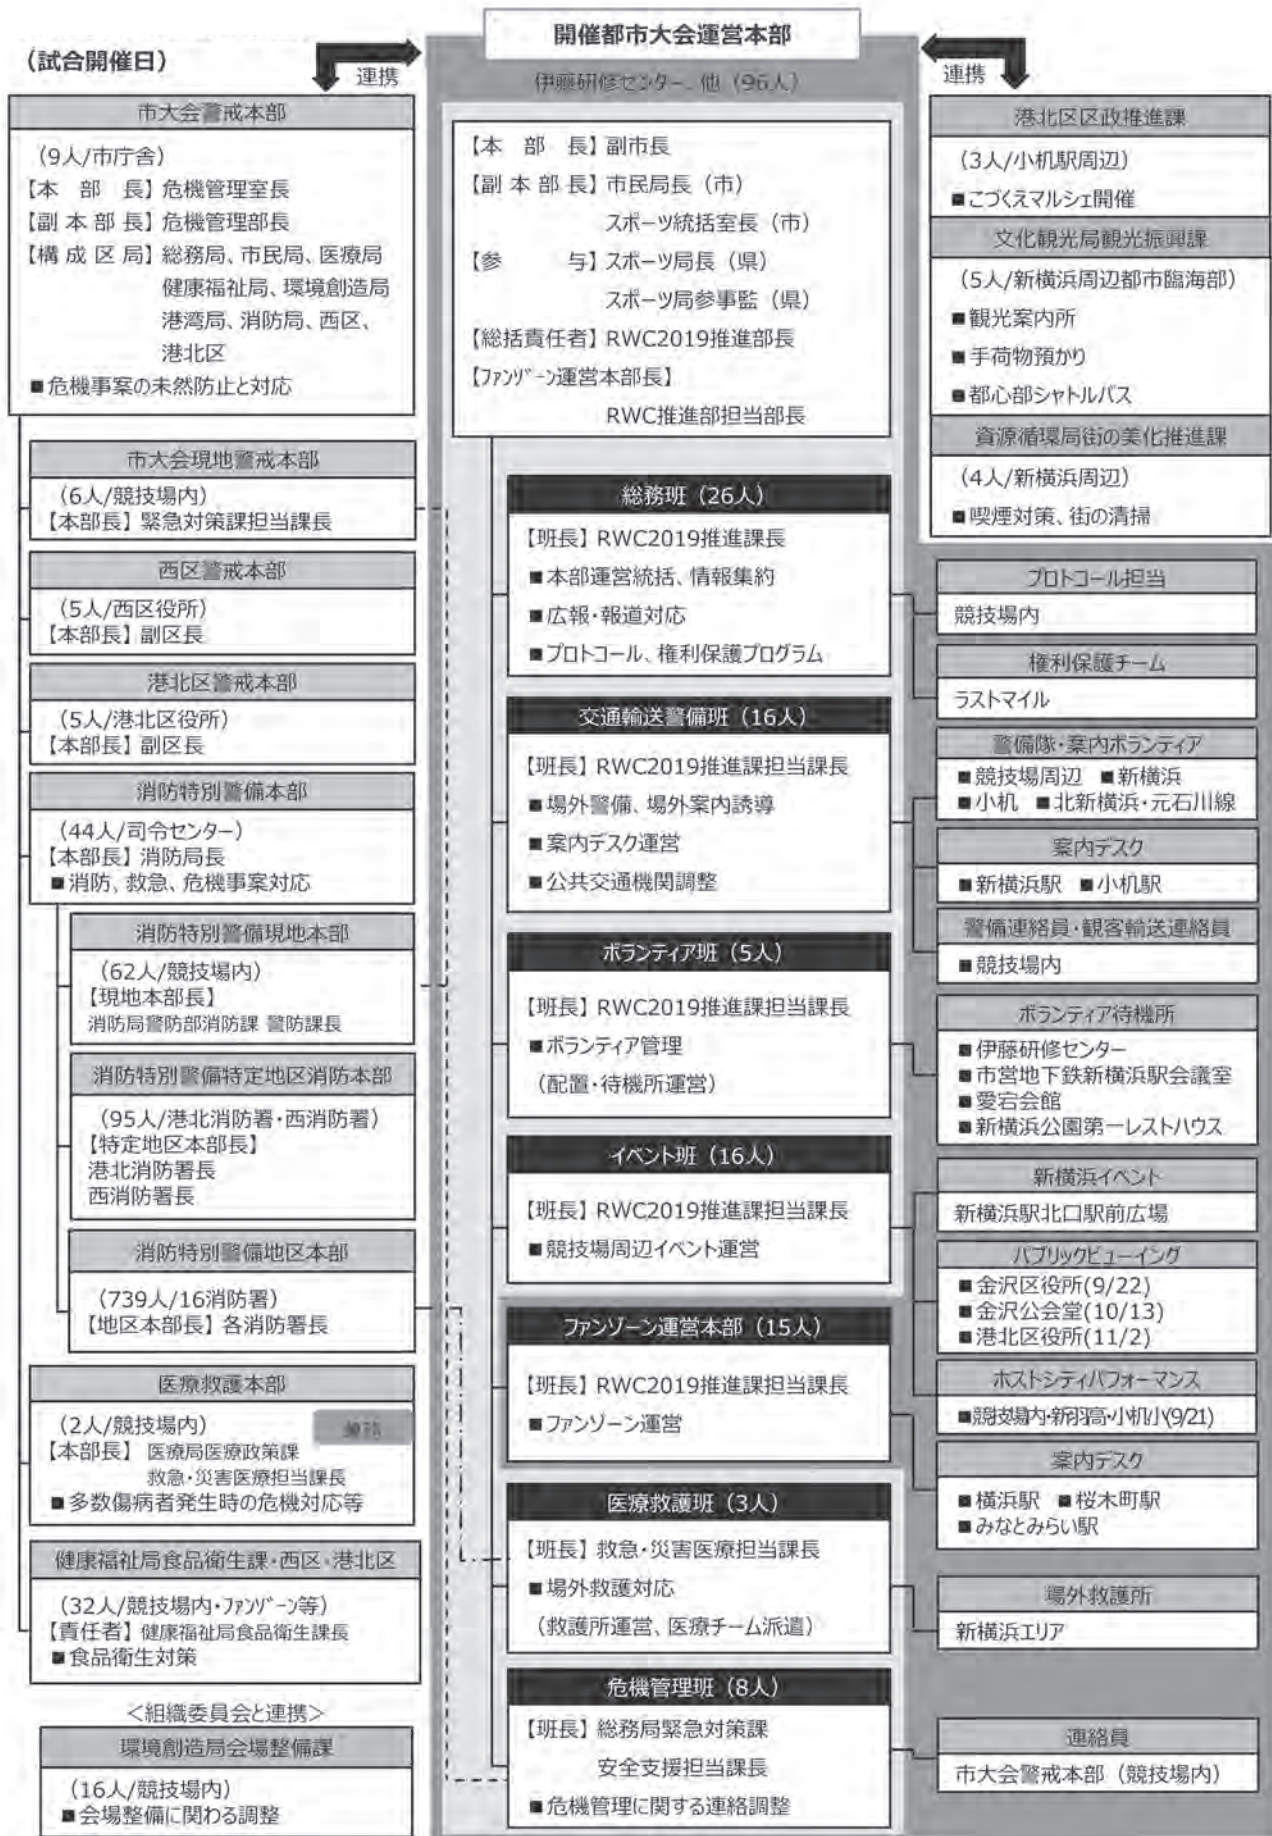 (試合開催日)
連携
開催都市大会運営本部
伊藤研修センター、他（96人）
連携
市大会警戒本部
（9人/市庁舎）
【本部長】危機管理室長
【副本部長】危機管理部長
【構成区局】総務局、市民局、医療局
健康福祉局、環境創造局
港湾局、消防局、西区、
港北区
■危機事案の未然防止と対応
市大会現地警戒本部
（6人/競技場内）
【本部長】緊急対策課担当課長
西区警戒本部
（5人/西区役所）
【本部長】副区長
港北区警戒本部
（5人/港北区役所）
【本部長】副区長
消防特別警備本部
（44人/司令センター）
【本部長】消防局長
■消防、救急、危機事案対応
消防特別警備現地本部
（62人/競技場内）
【現地本部長】
消防局警防部消防課 警防課長
消防特別警備特定地区消防本部
（95人/港北消防署・西消防署）
【特定地区本部長】
港北消防署長
西消防署長
消防特別警備地区本部
（739人/16消防署）
【地区本部長】各消防署長
医療救護本部
（2人/競技場内）
【本部長】医療局医療政策課
救急・災害医療担当課長
■多数傷病者発生時の危機対応等
健康福祉局食品衛生課・西区・港北区
（32人/競技場内・ファンゾーン等）
【責任者】健康福祉局食品衛生課長
■食品衛生対策
＜組織委員会と連携＞
環境創造局会場整備課
（16人/競技場内）
■会場整備に関わる調整
【本部長】副市長
【副本部長】市民局長（市）
スポーツ統括室長（市）
【参与】スポーツ局長（県）
スポーツ局参事監（県）
【総括責任者】RWC2019推進部長
【ファンゾーン運営本部長】
RWC推進部担当部長
総務班（26人）
【班長】RWC2019推進課長
■本部運営統括、情報集約
■広報・報道対応
■プロトコール、権利保護プログラム
交通輸送警備班（16人）
【班長】RWC2019推進課担当課長
■場外警備、場外案内誘導
■案内デスク運営
■公共交通機関調整
ボランティア班（5人）
【班長】RWC2019推進課担当課長
■ボランティア管理
（配置・待機所運営）
イベント班（16人）
【班長】RWC2019推進課担当課長
■競技場周辺イベント運営
ファンゾーン運営本部（15人）
【班長】RWC2019推進課担当課長
■ファンゾーン運営
医療救護班（3人）
【班長】救急・災害医療担当課長
■場外救護対応
（救護所運営、医療チーム派遣）
危機管理班（8人）
【班長】総務局緊急対策課
安全支援担当課長
■危機管理に関する連絡調整
港北区区政推進課
（3人/小机駅周辺）
■こづくえマルシェ開催
文化観光局観光振興課
（5人/新横浜周辺都市臨海部）
■観光案内所
■手荷物預かり
■都心部シャトルバス
資源循環局街の美化推進課
（4人/新横浜周辺）
■喫煙対策、街の清掃
プロトコール担当
競技場内
権利保護チーム
ラストマイル
警備隊・案内ボランティア
■競技場周辺 ■新横浜
■小机 ■北新横浜・元石川線
案内デスク
■新横浜駅 ■小机駅
警備連絡員・観客輸送連絡員
■競技場内
ボランティア待機所
■伊藤研修センター
■市営地下鉄新横浜駅会議室
■愛宕会館
■新横浜公園第一レストハウス
新横浜イベント
新横浜駅北口駅前広場
パブリックビューイング
■金沢区役所(9/22)
■金沢公会堂(10/13)
■港北区役所(11/2)
ホストシティパフォーマンス
■競技場内・新羽高・小机小(9/21)
案内デスク
■横浜駅 ■桜木町駅
■みなとみらい駅
場外救護所
新横浜エリア
連絡員
市大会警戒本部（競技場内）